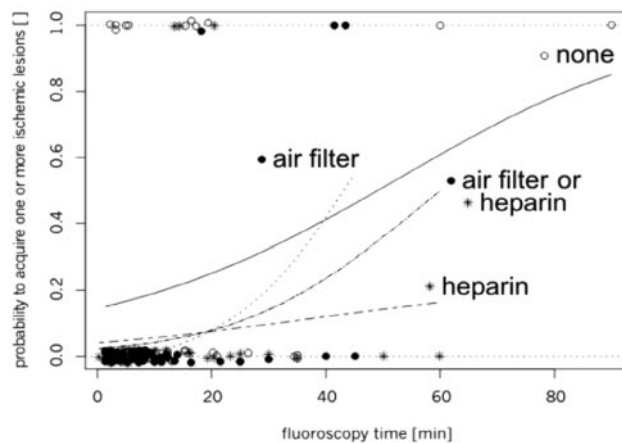 probability to acquire one or more ischemic lesions [ ]
1.0
0.8
0.6
0.4
0.2
0.0
none
air filter
air filter or
heparin
heparin
0
20
40
60
80
fluoroscopy time [min]